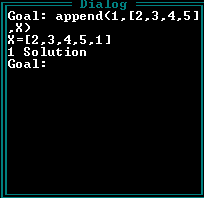 Dialog
Goal: append(1,[2,3,4,5]
,X)
X=[2,3,4,5,1]
1 Solution
Goal: